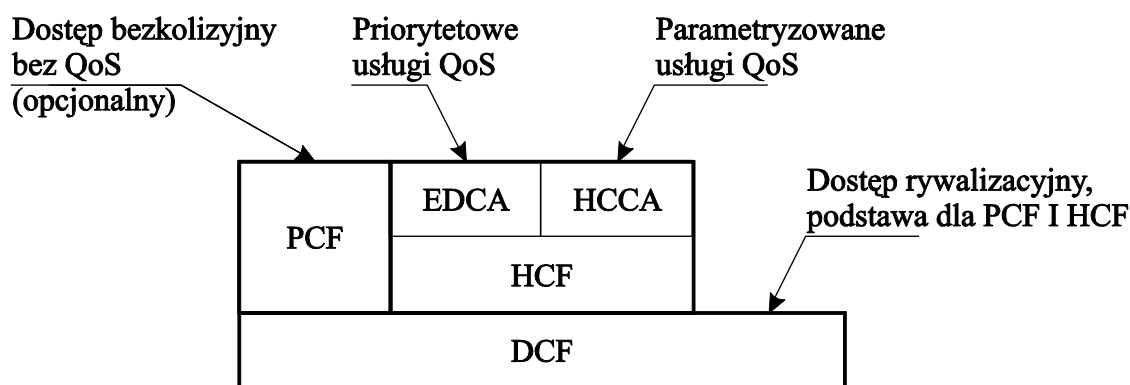 Dostęp bezkolizyjny
bez QoS
(opcjonalny)
Priorytetowe
usługi QoS
Parametryzowane
usługi QoS
Dostęp rywalizacyjny,
podstawa dla PCF I HCF
EDCA
HCCA
PCF
HCF
DCF